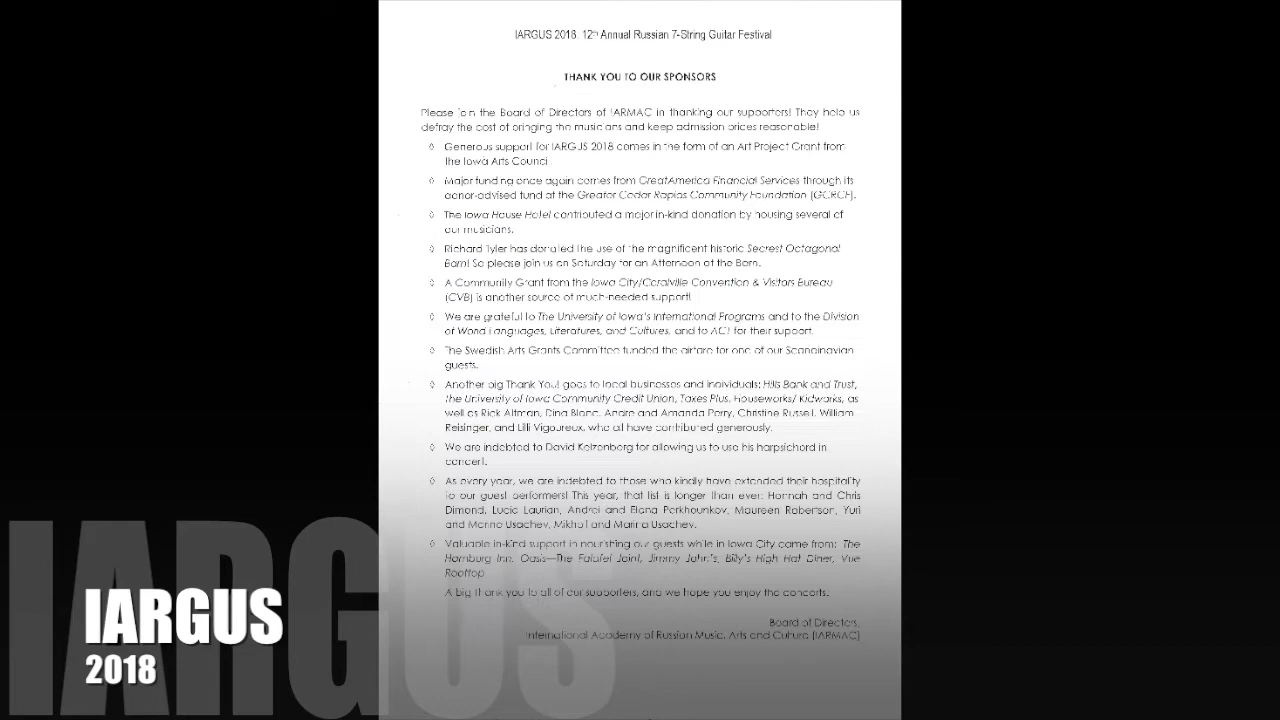 IARGUS 2018. 12th Annual Russian 7-String Guitar Festival
THANK YOU TO OUR SPONSORS
Please join the Board of Directors of IARMAC in thanking our supporters! They help us
defray the cost of bringing the musicians and keep admission prices reasonable!
◊ Generous support for IARGUS 2018 comes in the form of an Art Project Grant from
the Iowa Arts Council
◊ Major funding once again comes from GreatAmerica Financial Services through its
donor-advised fund at the Greater Cedar Rapids Community Foundation (GCRCF).
◊ The Iowa House Hotel contributed a major in-kind donation by housing several of
our musicians.
◊ Richard Tyler has donated the use of the magnificent historic Secrest Octagonal
Barn! So please join us on Saturday for an Afternoon at the Barn.
◊ A Community Grant from the Iowa City/Coralville Convention & Visitors Bureau
(CVB) is another source of much-needed support!
◊ We are grateful to The University of Iowa's International Programs and to the Division
of World Languages, Literatures, and Cultures, and to ACT for their support.
◊ The Swedish Arts Grants Committee funded the airfare for one of our Scandinavian
guests.
◊ Another big Thank You! goes to local businesses and individuals: Hills Bank and Trust,
the University of Iowa Community Credit Union, Taxes Plus, Houseworks/ Kidworks, as
well as Rick Altman, Dina Blanc, Andre and Amanda Perry, Christine Russell, William
Reisinger, and Lilli Vigoureux, who all have contributed generously.
◊ We are indebted to David Kelzenberg for allowing us to use his harpsichord in
concert.
◊ As every year, we are indebted to those who kindly have extended their hospitality
to our guest performers! This year, that list is longer than ever: Hannah and Chris
Dimond, Lucia Laurian, Andrei and Elena Parkhounkov, Maureen Robertson, Yuri
and Marina Usachev, Mikhail and Marina Usachev.
◊ Valuable in-kind support in nourishing our guests while in Iowa City came from: The
Hamburg Inn, Oasis—The Falafel Joint, Jimmy John's, Billy's High Hat Diner, Vue
Rooftop
A big thank you to all of our supporters, and we hope you enjoy the concerts.
Board of Directors,
International Academy of Russian Music, Arts and Culture (IARMAC)
IARGUS
IARGUS
2018